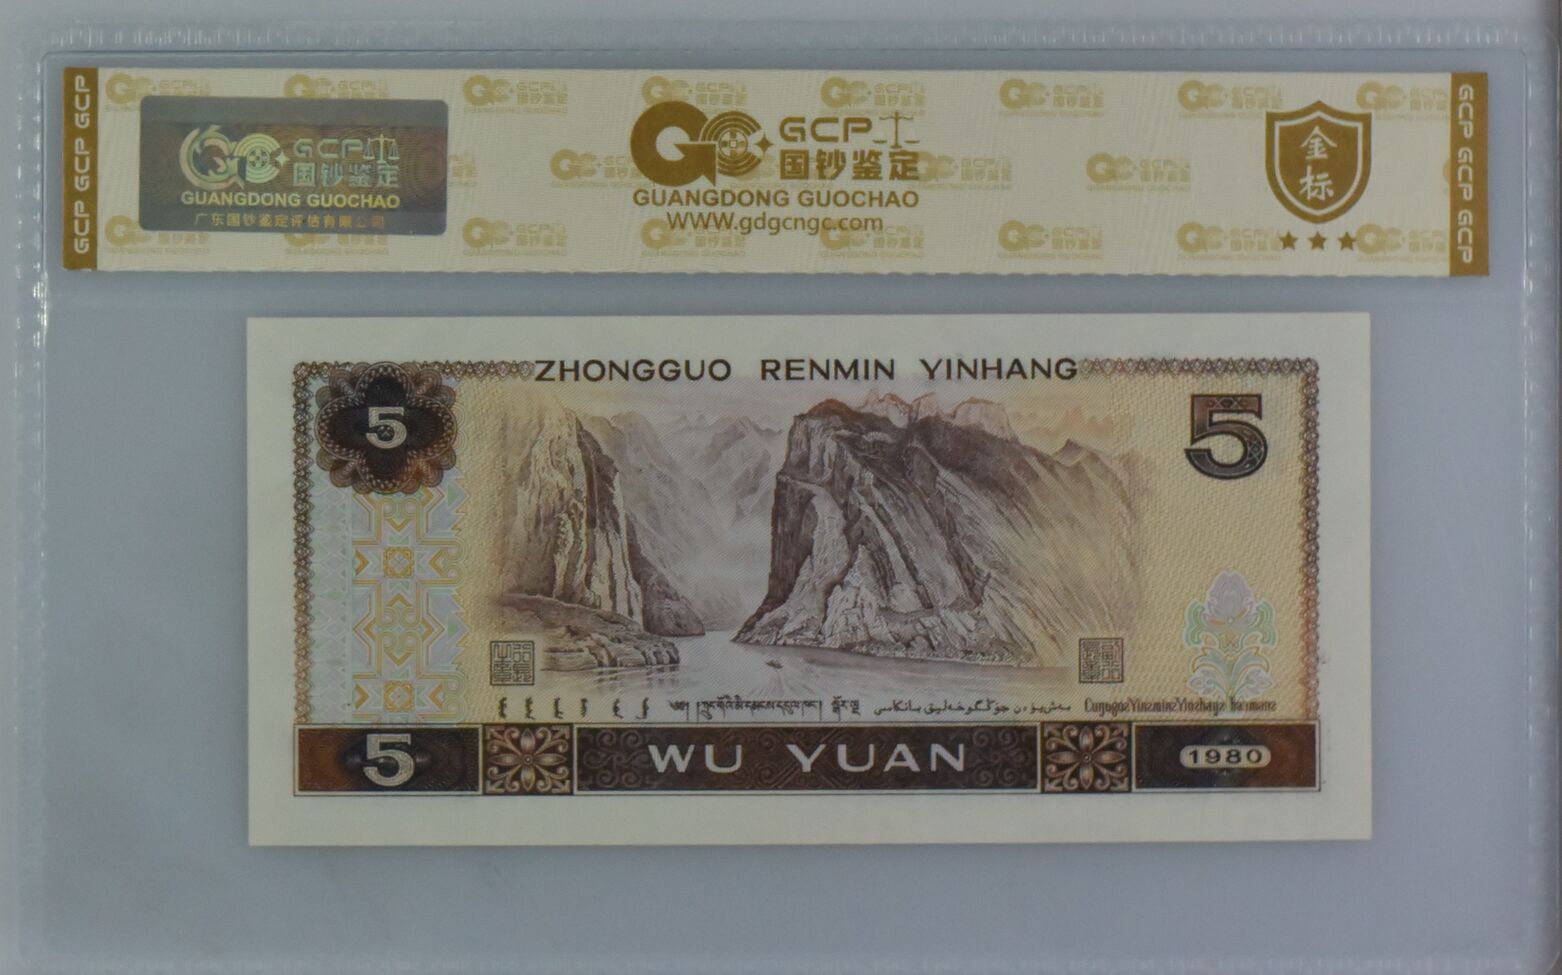 GCP GCP GCP
GCP
国钞鉴定
GUANGDONG GUOCHAO
广东国钞鉴定评估有限公司
GCP
国钞鉴定
GUANGDONG GUOCHAO
WWW.gdgcngc.com
金标
GCP GCP GCP
ZHONGGUO RENMIN YINHANG
5
5
5
WU YUAN
1980